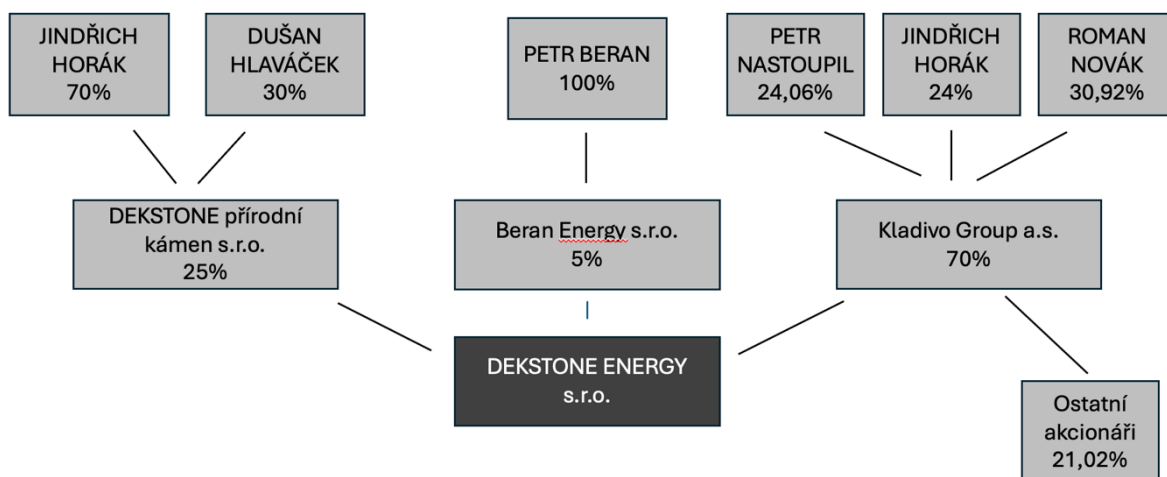 JINDŘICH
HORÁK
70%
DUŠAN
HLAVÁČEK
30%
PETR BERAN
100%
PETR
NASTOUPIL
24,06%
JINDŘICH
HORÁK
24%
ROMAN
NOVÁK
30,92%
DEKSTONE přírodní
kámen s.r.o.
25%
Beran Energy s.r.o.
5%
Kladivo Group a.s.
70%
DEKSTONE ENERGY
s.r.o.
Ostatní
akcionáři
21,02%